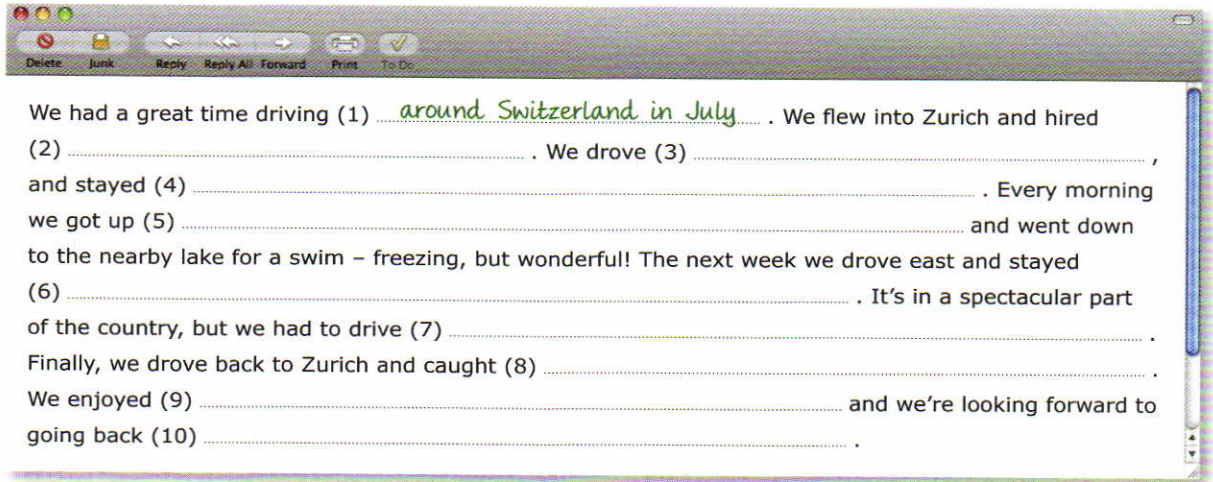 Delete Junk Reply Reply All Forward Print To Do
We had a great time driving (1) around Switzerland in July . We flew into Zurich and hired
(2) . We drove (3) ,
and stayed (4) . Every morning
we got up (5) and went down
to the nearby lake for a swim – freezing, but wonderful! The next week we drove east and stayed
(6) . It's in a spectacular part
of the country, but we had to drive (7) .
Finally, we drove back to Zurich and caught (8) .
We enjoyed (9) and we're looking forward to
going back (10) .